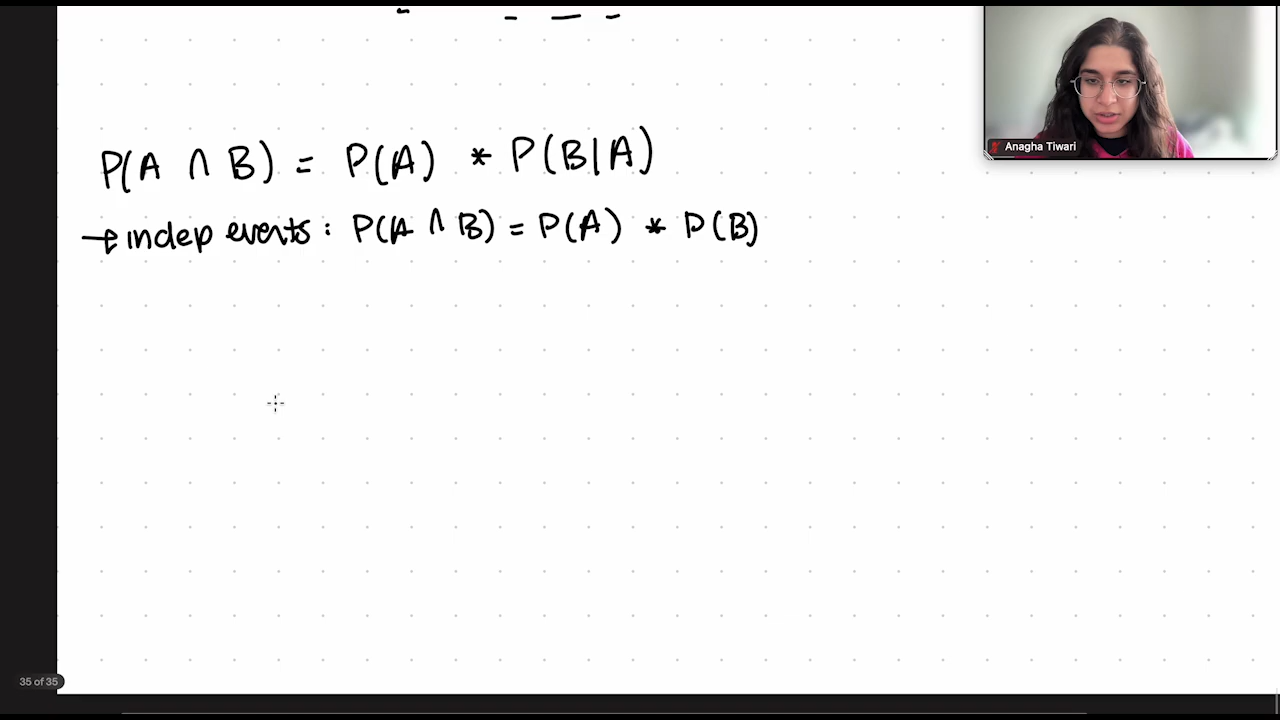 P(A ∩ B) = P(A) * P(B|A)
→ indep events: P(A ∩ B) = P(A) * P(B)
Anagha Tiwari
35 of 35